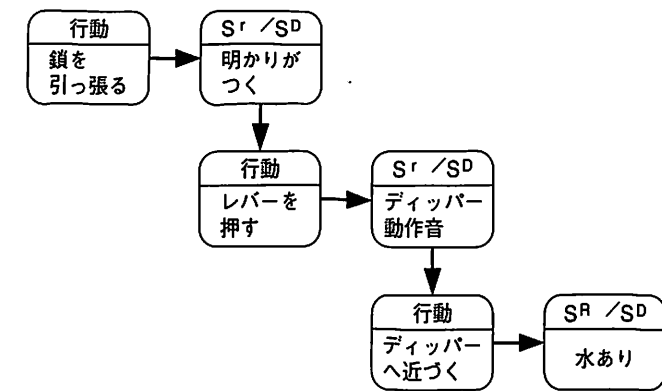 行動
鎖を
引っ張る
Sr／SD
明かりが
つく
行動
レバーを
押す
Sr／SD
ディッパー
動作音
行動
ディッパー
へ近づく
SR／SD
水あり